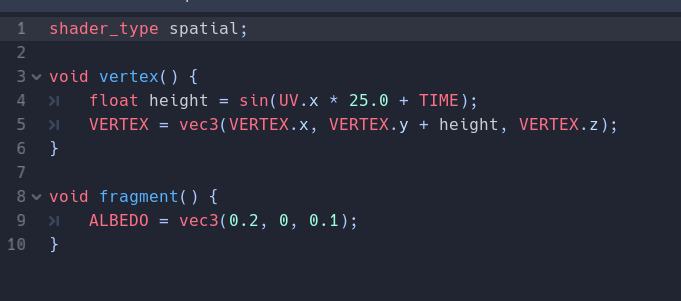 1 shader_type spatial;
2
3 void vertex() {
4 float height = sin(UV.x * 25.0 + TIME);
5 VERTEX = vec3(VERTEX.x, VERTEX.y + height, VERTEX.z);
6 }
7
8 void fragment() {
9 ALBEDO = vec3(0.2, 0, 0.1);
10 }